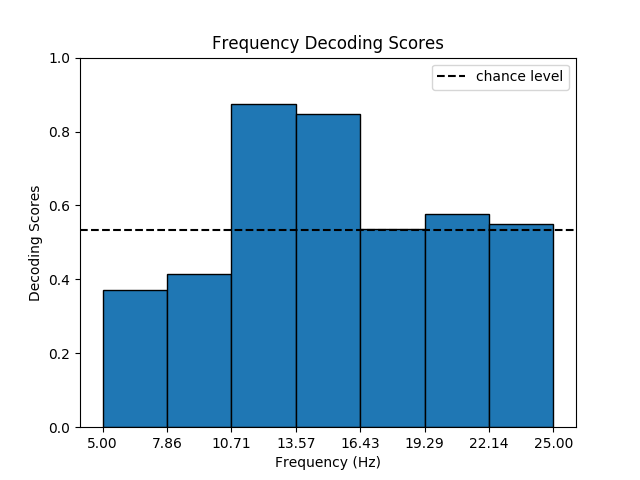 Frequency Decoding Scores
chance level
1.0
0.8
0.6
0.4
0.2
0.0
Decoding Scores
5.00 7.86 10.71 13.57 16.43 19.29 22.14 25.00
Frequency (Hz)